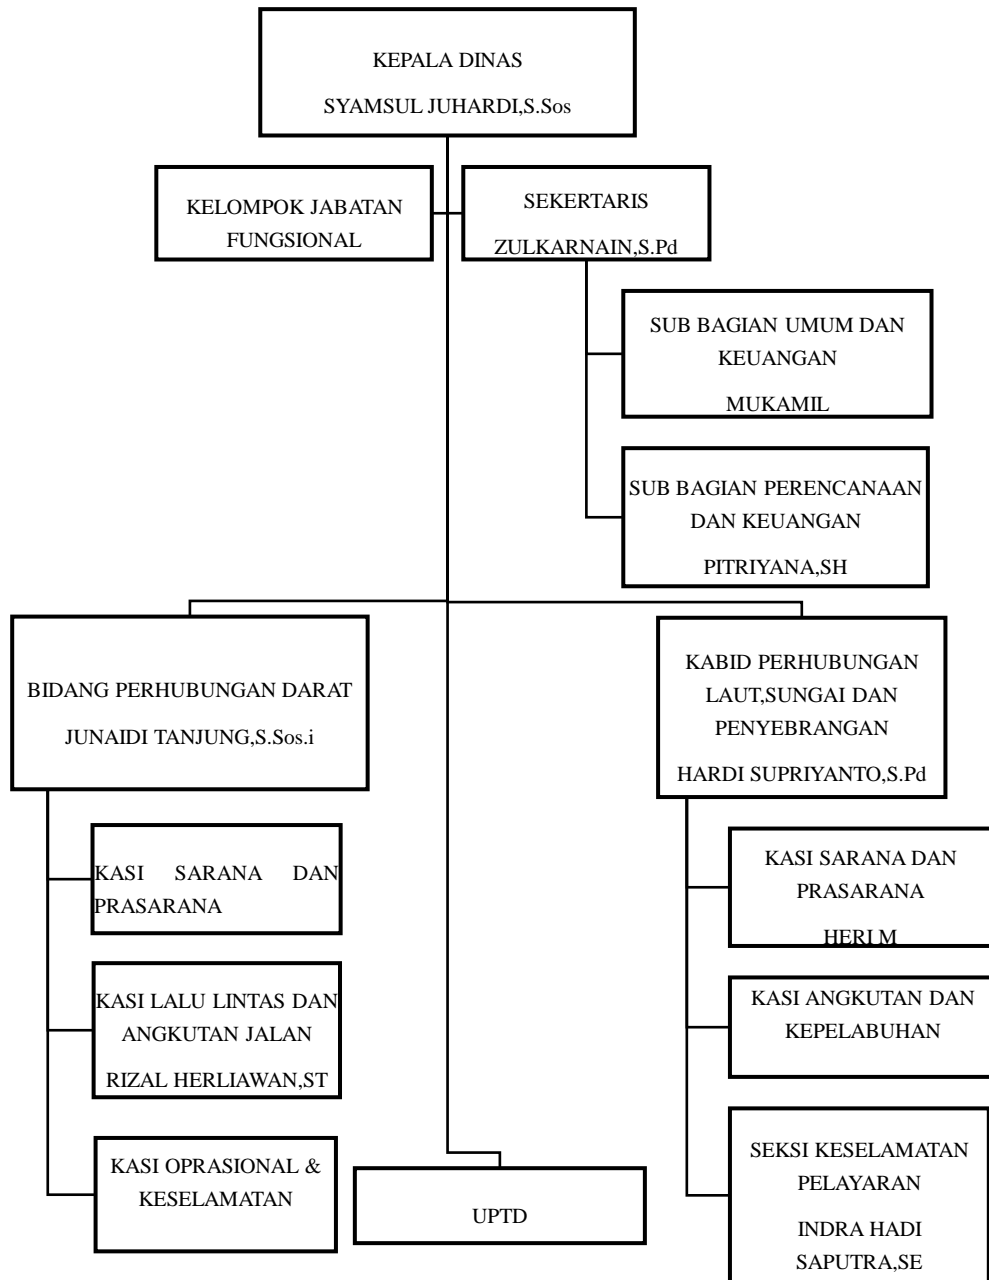 KEPALA DINAS
SYAMSUL JUHARDI,S.Sos
KELOMPOK JABATAN
FUNGSIONAL
SEKERTARIS
ZULKARNAIN,S.Pd
SUB BAGIAN UMUM DAN
KEUANGAN
MUKAMIL
SUB BAGIAN PERENCANAAN
DAN KEUANGAN
PITRIYANA,SH
BIDANG PERHUBUNGAN DARAT
JUNAIDI TANJUNG,S.Sos.i
KASI SARANA DAN
PRASARANA
KASI LALU LINTAS DAN
ANGKUTAN JALAN
RIZAL HERLIAWAN,ST
KASI OPRASIONAL &
KESELAMATAN
UPTD
KABID PERHUBUNGAN
LAUT,SUNGAI DAN
PENYEBRANGAN
HARDI SUPRIYANTO,S.Pd
KASI SARANA DAN
PRASARANA
HERI M
KASI ANGKUTAN DAN
KEPELABUHAN
SEKSI KESELAMATAN
PELAYARAN
INDRA HADI
SAPUTRA,SE